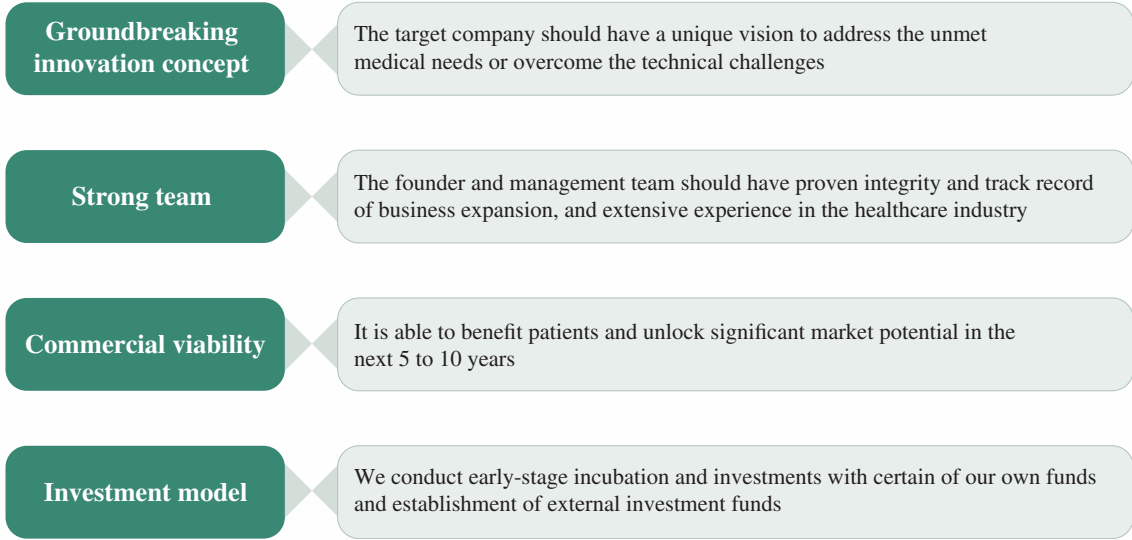 Groundbreaking
innovation concept
The target company should have a unique vision to address the unmet
medical needs or overcome the technical challenges
Strong team
The founder and management team should have proven integrity and track record
of business expansion, and extensive experience in the healthcare industry
Commercial viability
It is able to benefit patients and unlock significant market potential in the
next 5 to 10 years
Investment model
We conduct early-stage incubation and investments with certain of our own funds
and establishment of external investment funds